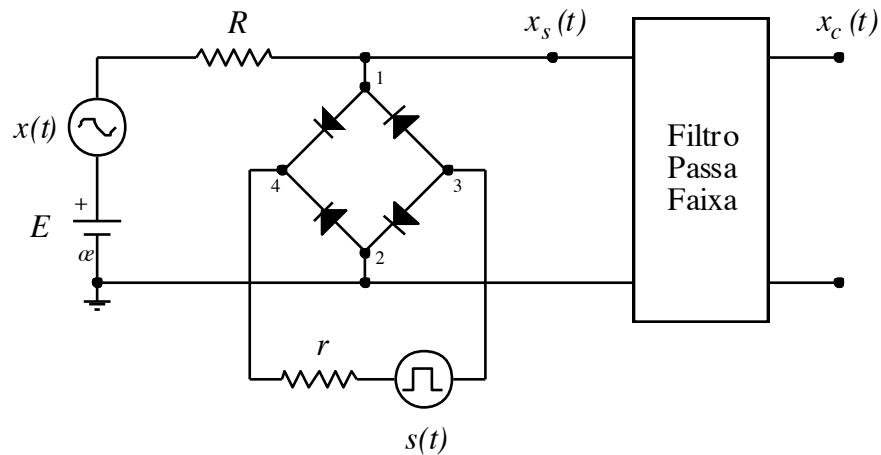 R
x_s(t)
x_c(t)
1
x(t)
Filtro
Passa
Faixa
4
3
+
E
œ
2
r
s(t)